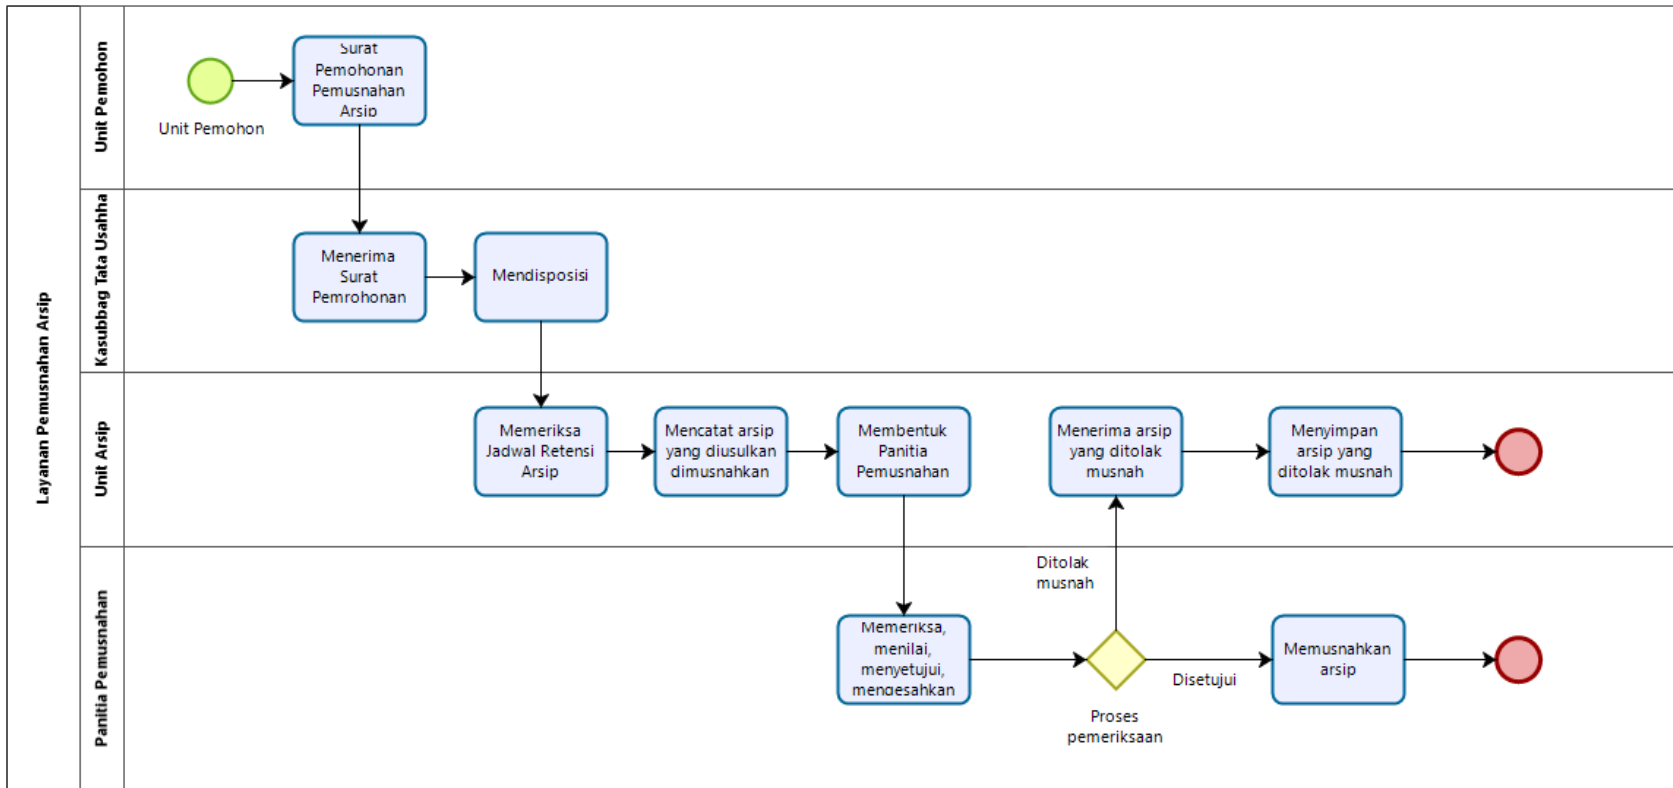 Layanan Pemusnahan Arsip
Unit Pemohon
Unit Pemohon
Surat
Pemohonan
Pemusnahan
Arsip
Kasubbag Tata Usahha
Menerima
Surat
Pemrohonan
Mendisposisi
Unit Arsip
Memeriksa
Jadwal Retensi
Arsip
Mencatat arsip
yang diusulkan
dimusnahkan
Membentuk
Panitia
Pemusnahan
Menerima arsip
yang ditolak
musnah
Menyimpan
arsip yang
ditolak musnah
Panitia Pemusnahan
Memeriksa,
menilai,
menyetujui,
mengesahkan
Ditolak
musnah
Proses
pemeriksaan
Disetujui
Memusnahkan
arsip